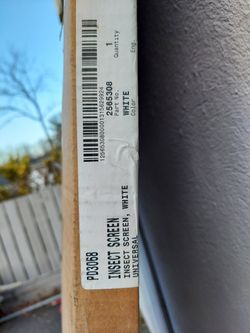 PD3068
INSECT SCREEN
INSECT SCREEN, WHITE
UNIVERSAL
2565308
Part No.
WHITE
Color
1
Quantity
Eng.